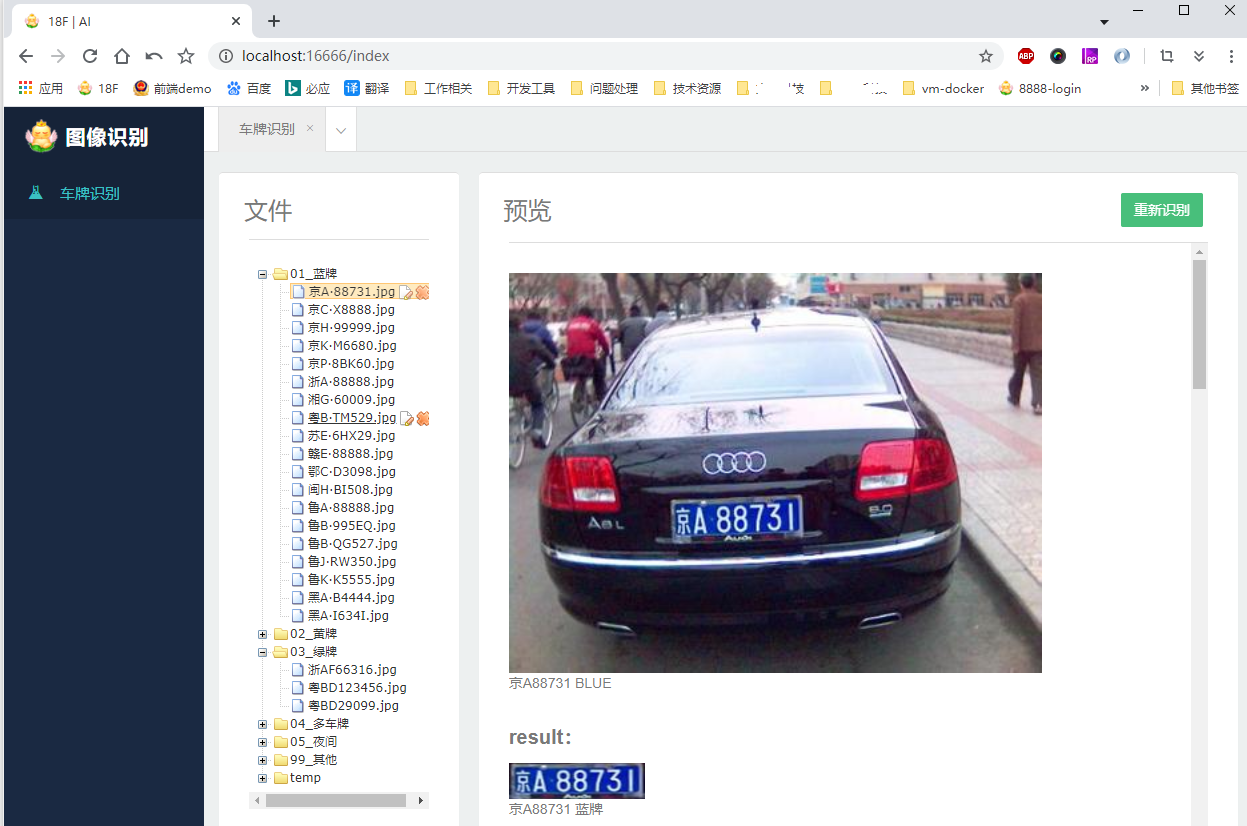 18F | AI
localhost:16666/index
ABP
RP
应用
18F
前端demo
百度
必应
译 翻译
工作相关
开发工具
问题处理
技术资源
vm-docker
8888-login
»
其他书签
图像识别
车牌识别
车牌识别 ×
文件
01_蓝牌
京A·88731.jpg
京C·X8888.jpg
京H·99999.jpg
京K·M6680.jpg
京P·8BK60.jpg
浙A·88888.jpg
湘G·60009.jpg
粤B·TM529.jpg
苏E·6HX29.jpg
赣E·88888.jpg
鄂C·D3098.jpg
闽H·BI508.jpg
鲁A·88888.jpg
鲁B·995EQ.jpg
鲁B·QG527.jpg
鲁J·RW350.jpg
鲁K·K5555.jpg
黑A·B4444.jpg
黑A·I634I.jpg
02_黄牌
03_绿牌
浙AF66316.jpg
粤BD123456.jpg
粤BD29099.jpg
04_多车牌
05_夜间
99_其他
temp
预览
重新识别
A8L
6.0
京A·88731
Audi
京A88731 BLUE
result：
京A·88731
京A88731 蓝牌